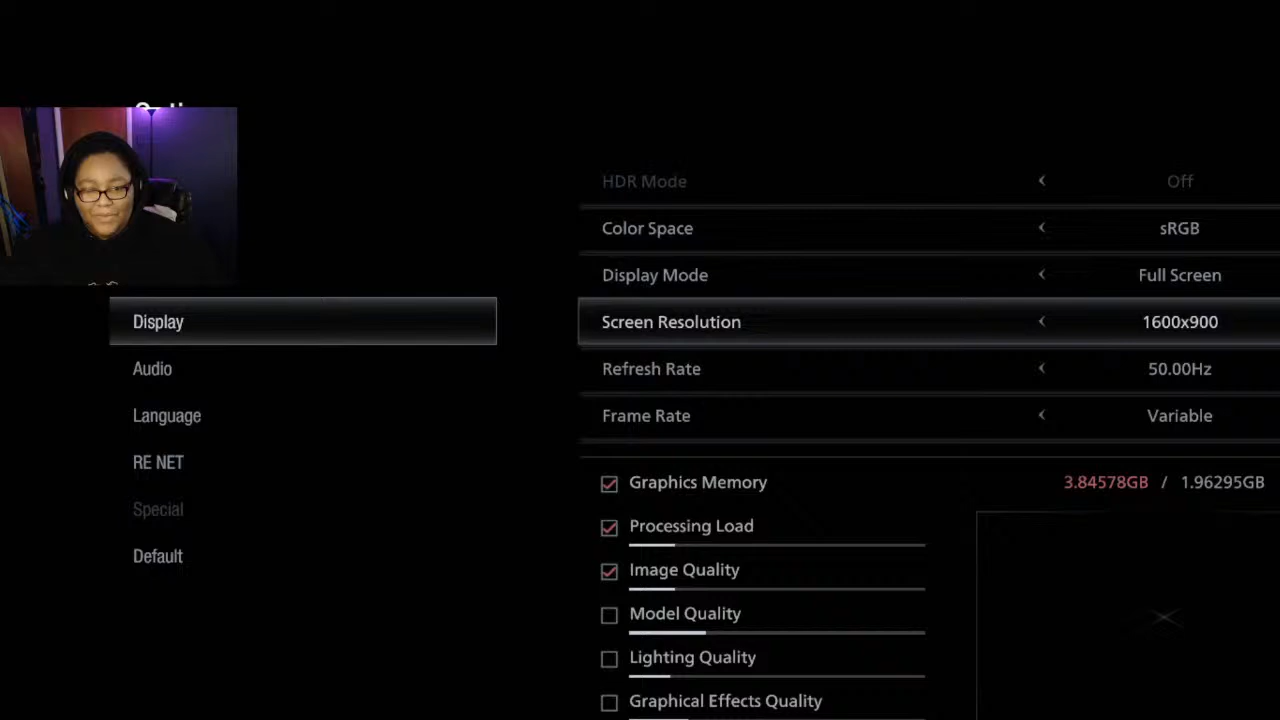 HDR Mode Off
Color Space sRGB
Display Mode Full Screen
Display
Screen Resolution 1600x900
Audio
Refresh Rate 50.00Hz
Language
Frame Rate Variable
RE NET
Graphics Memory 3.84578GB / 1.96295GB
Special
Processing Load
Default
Image Quality
Model Quality
Lighting Quality
Graphical Effects Quality